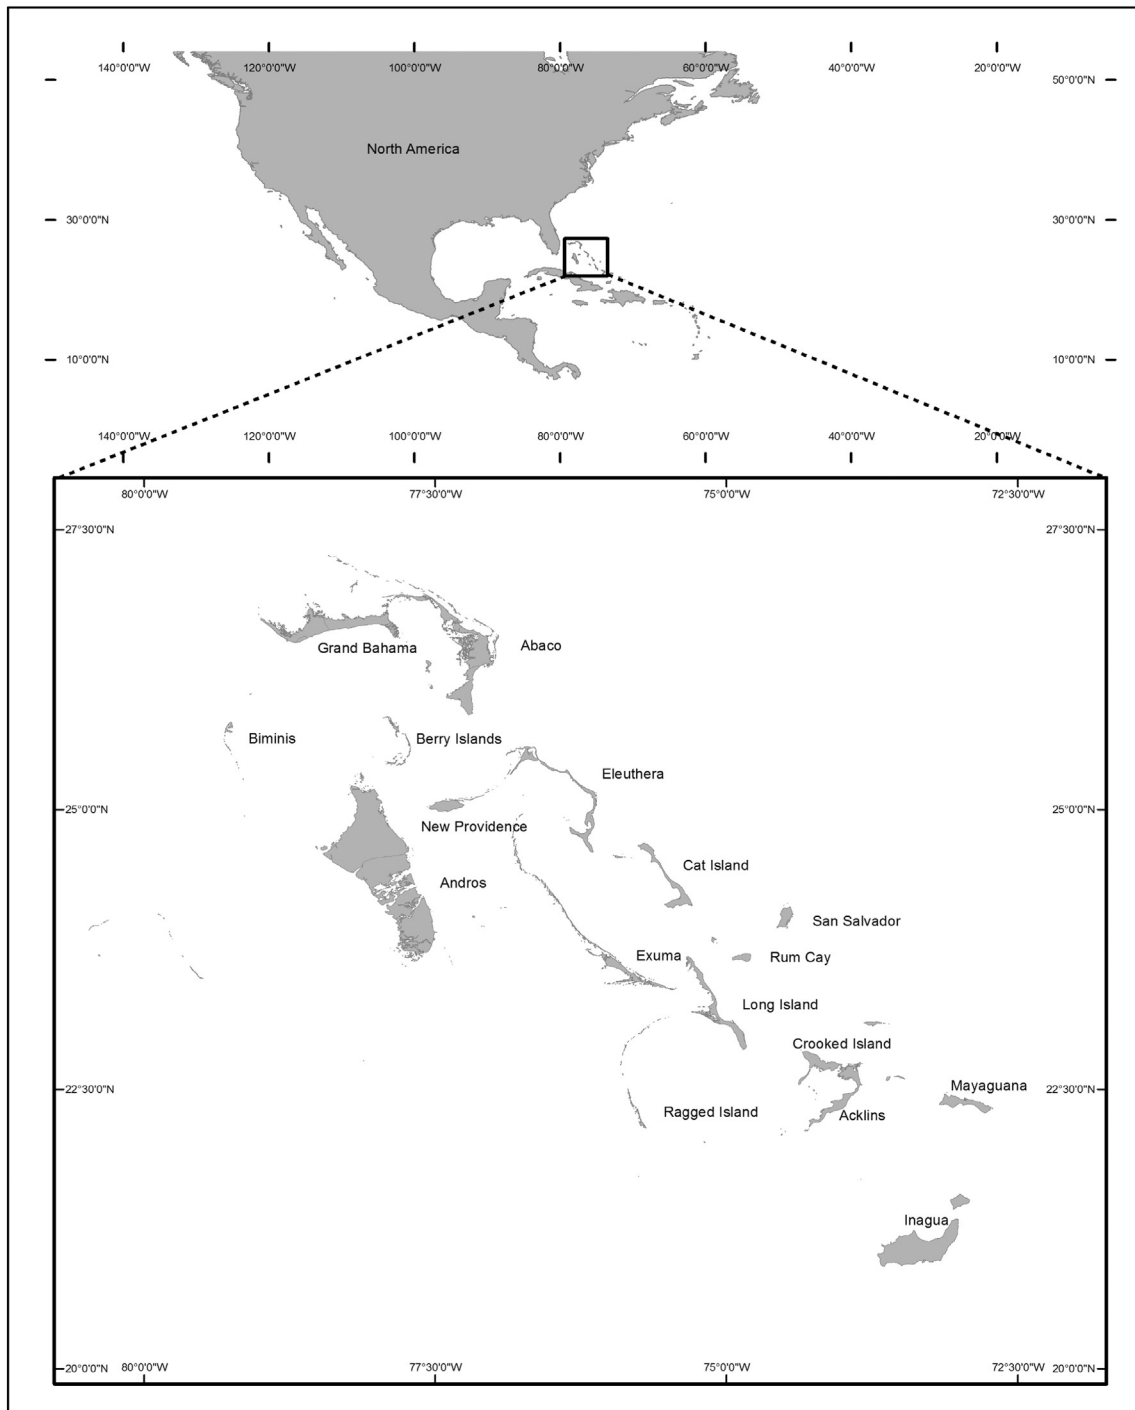 140°0'0"W 120°0'0"W 100°0'0"W 80°0'0"W 60°0'0"W 40°0'0"W 20°0'0"W
50°0'0"N
North America
30°0'0"N 30°0'0"N
10°0'0"N 10°0'0"N
140°0'0"W 120°0'0"W 100°0'0"W 80°0'0"W 60°0'0"W 40°0'0"W 20°0'0"W
80°0'0"W 77°30'0"W 75°0'0"W 72°30'0"W
27°30'0"N 27°30'0"N
Grand Bahama
Abaco
Biminis
Berry Islands
Eleuthera
25°0'0"N 25°0'0"N
New Providence
Cat Island
Andros
San Salvador
Exuma
Rum Cay
Long Island
Crooked Island
Mayaguana
22°30'0"N 22°30'0"N
Ragged Island
Acklins
Inagua
20°0'0"N 80°0'0"W 77°30'0"W 75°0'0"W 72°30'0"W 20°0'0"N